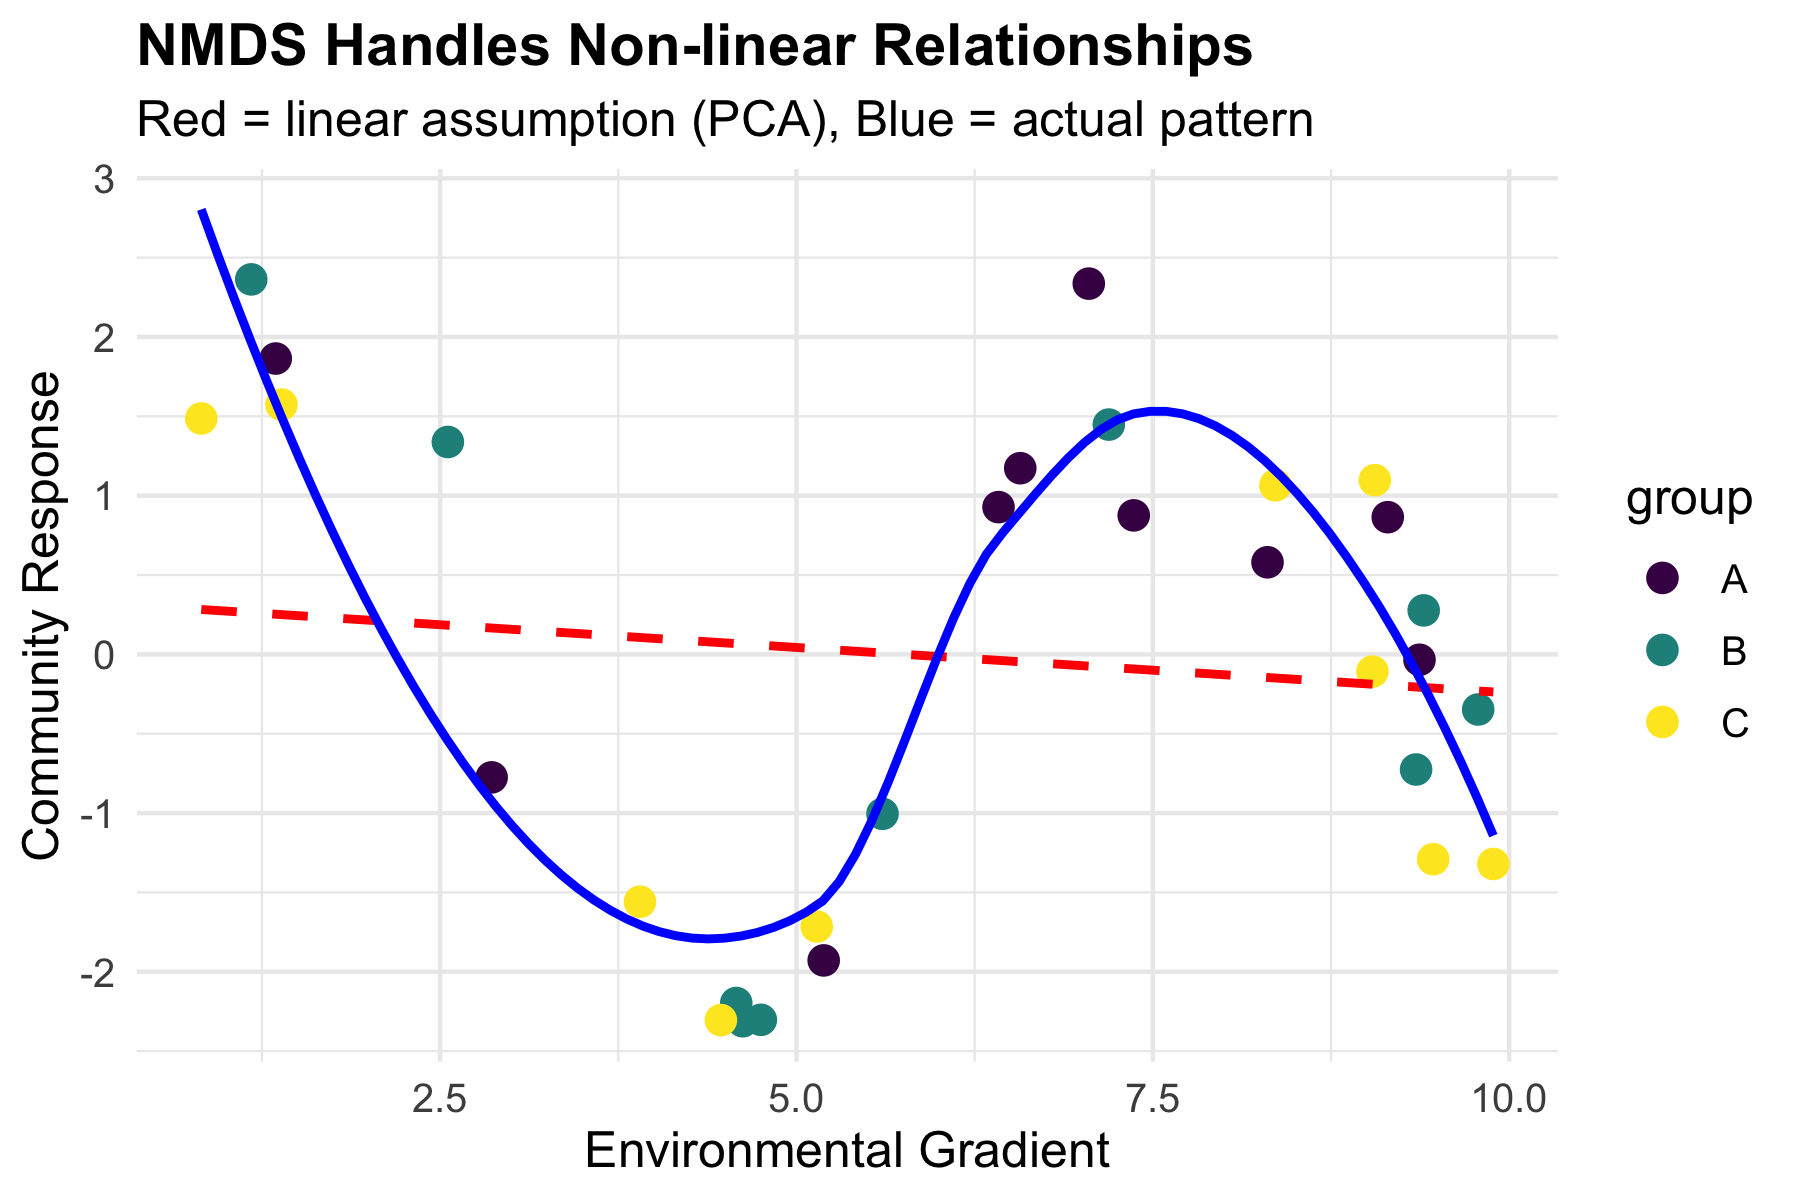 NMDS Handles Non-linear Relationships
Red = linear assumption (PCA), Blue = actual pattern
3
2
1
0
-1
-2
Community Response
2.5 5.0 7.5 10.0
Environmental Gradient
group
A
B
C